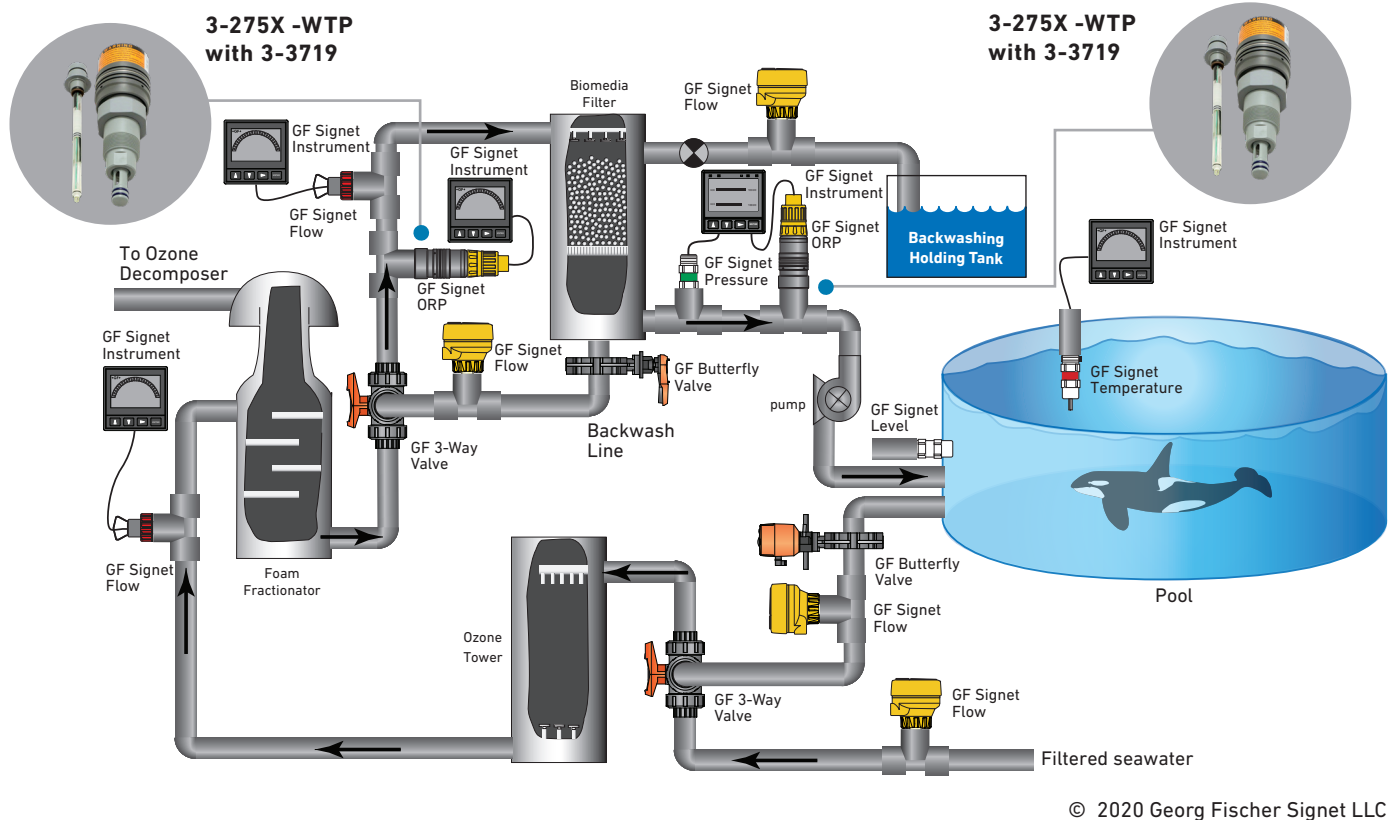 3-275X -WTP
with 3-3719
3-275X -WTP
with 3-3719
Biomedia
Filter
GF Signet
Flow
GF Signet
Instrument
GF Signet
Instrument
GF Signet
Flow
GF Signet
Instrument
GF Signet
ORP
GF Signet
Pressure
Backwashing
Holding Tank
GF Signet
Instrument
To Ozone
Decomposer
GF Signet
ORP
GF Signet
Instrument
GF Signet
Flow
GF Butterfly
Valve
GF Signet
Temperature
pump
GF Signet
Level
Backwash
Line
GF 3-Way
Valve
GF Signet
Flow
Foam
Fractionator
GF Butterfly
Valve
Pool
GF Signet
Flow
Ozone
Tower
GF 3-Way
Valve
GF Signet
Flow
Filtered seawater
© 2020 Georg Fischer Signet LLC